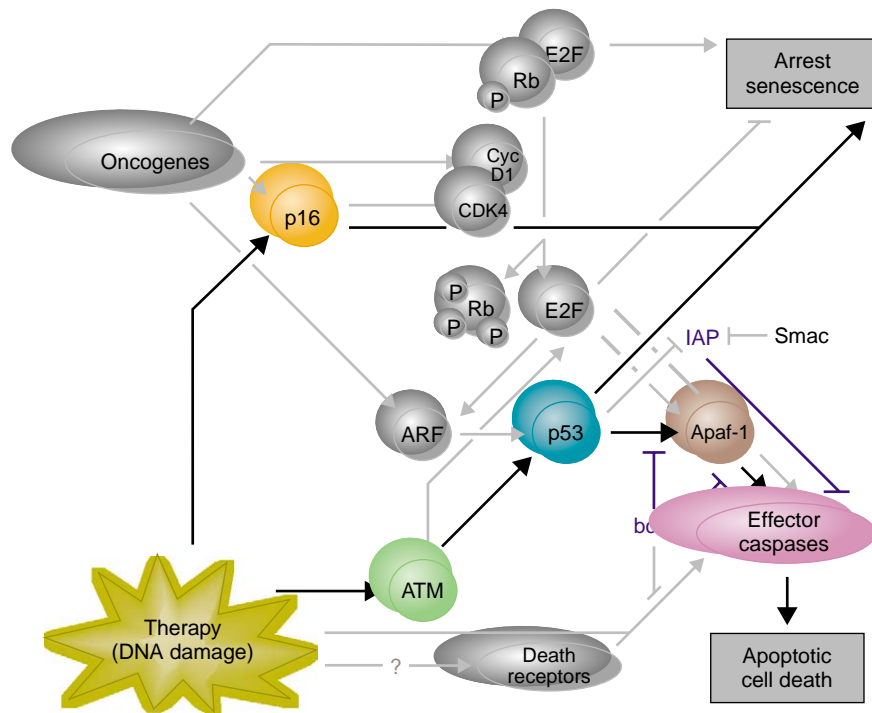 E2F
Arrest
senescence
Rb
P
Oncogenes
Cyc
D1
p16
CDK4
P
Rb
E2F
P
P
IAP
Smac
ARF
p53
Apaf-1
Effector
caspases
ATM
Therapy
(DNA damage)
?
Death
receptors
Apoptotic
cell death